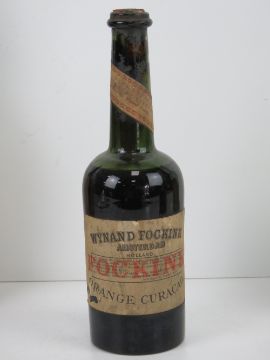 WYNAND FOCKINK
AMSTERDAM
HOLLAND
FOCKINK
ORANGE CURACAO